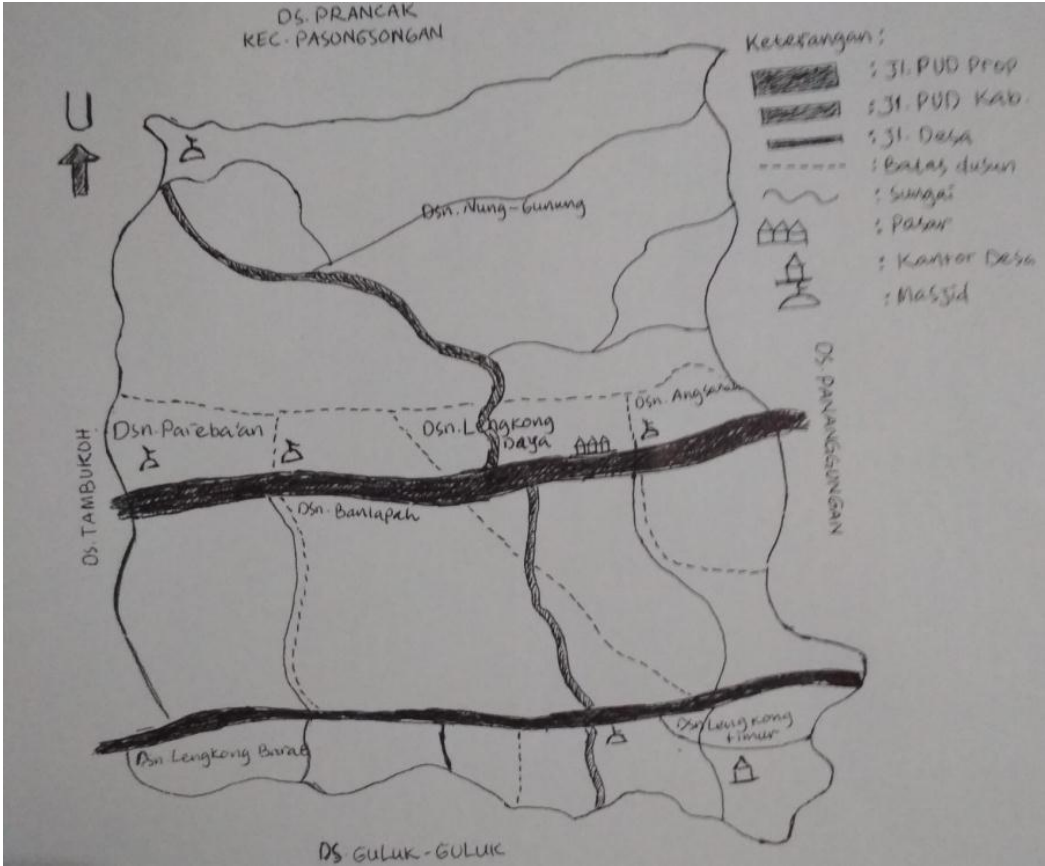 DS. PRANCAK
KEC. PASONGSONGAN
U
Keterangan :
: Jl. PUD Prop
: Jl. PUD Kab.
: Jl. Desa
: Batas dusun
: Sungai
: Pasar
: Kantor Desa
: Masjid
Dsn. Nung-Gunung
DS. PANANGGUNGAN
DS. TAMBUKOH
Dsn. Pareba'an
Dsn. Lengkong
Daya
Dsn. Angsanah
Dsn. Banlapah
Dsn Lengkong Barat
Dsn Lengkong
timur
DS. GULUK-GULUK